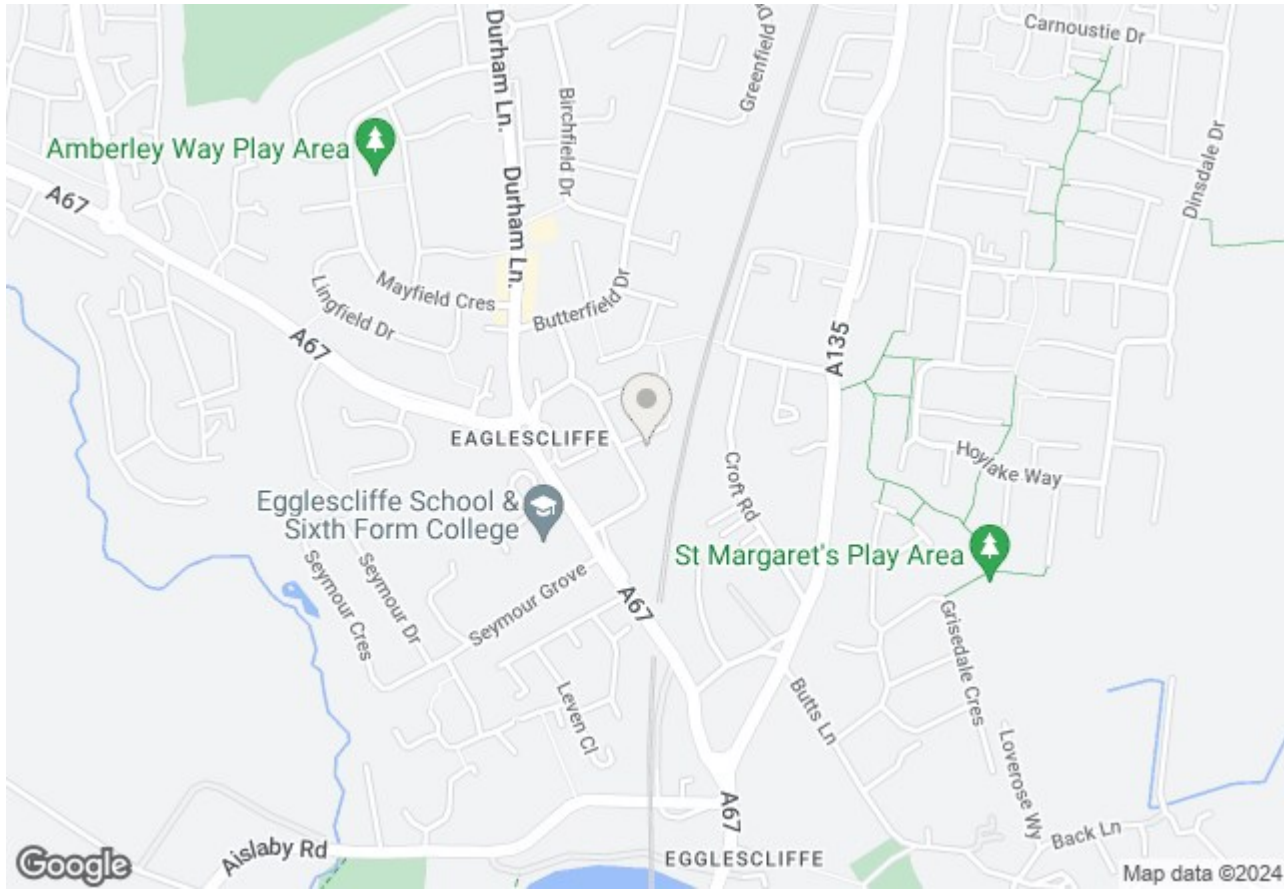 Carnoustie Dr
Durham Ln.
Birchfield Dr
Greenfield Dr
Dinsdale Dr
Amberley Way Play Area
A67
Durham Ln.
Mayfield Cres
Lingfield Dr
Butterfield Dr
A67
A135
EAGLESCLIFFE
Hoylake Way
Croft Rd
Egglescliffe School &
Sixth Form College
St Margaret's Play Area
Seymour Cres
Seymour Dr
Seymour Grove
A67
Grisedale Cres
Leven Cl
Butts Ln
Loverose Wy
Back Ln
A67
Aislaby Rd
EGGLESCLIFFE
Google
Map data ©2024